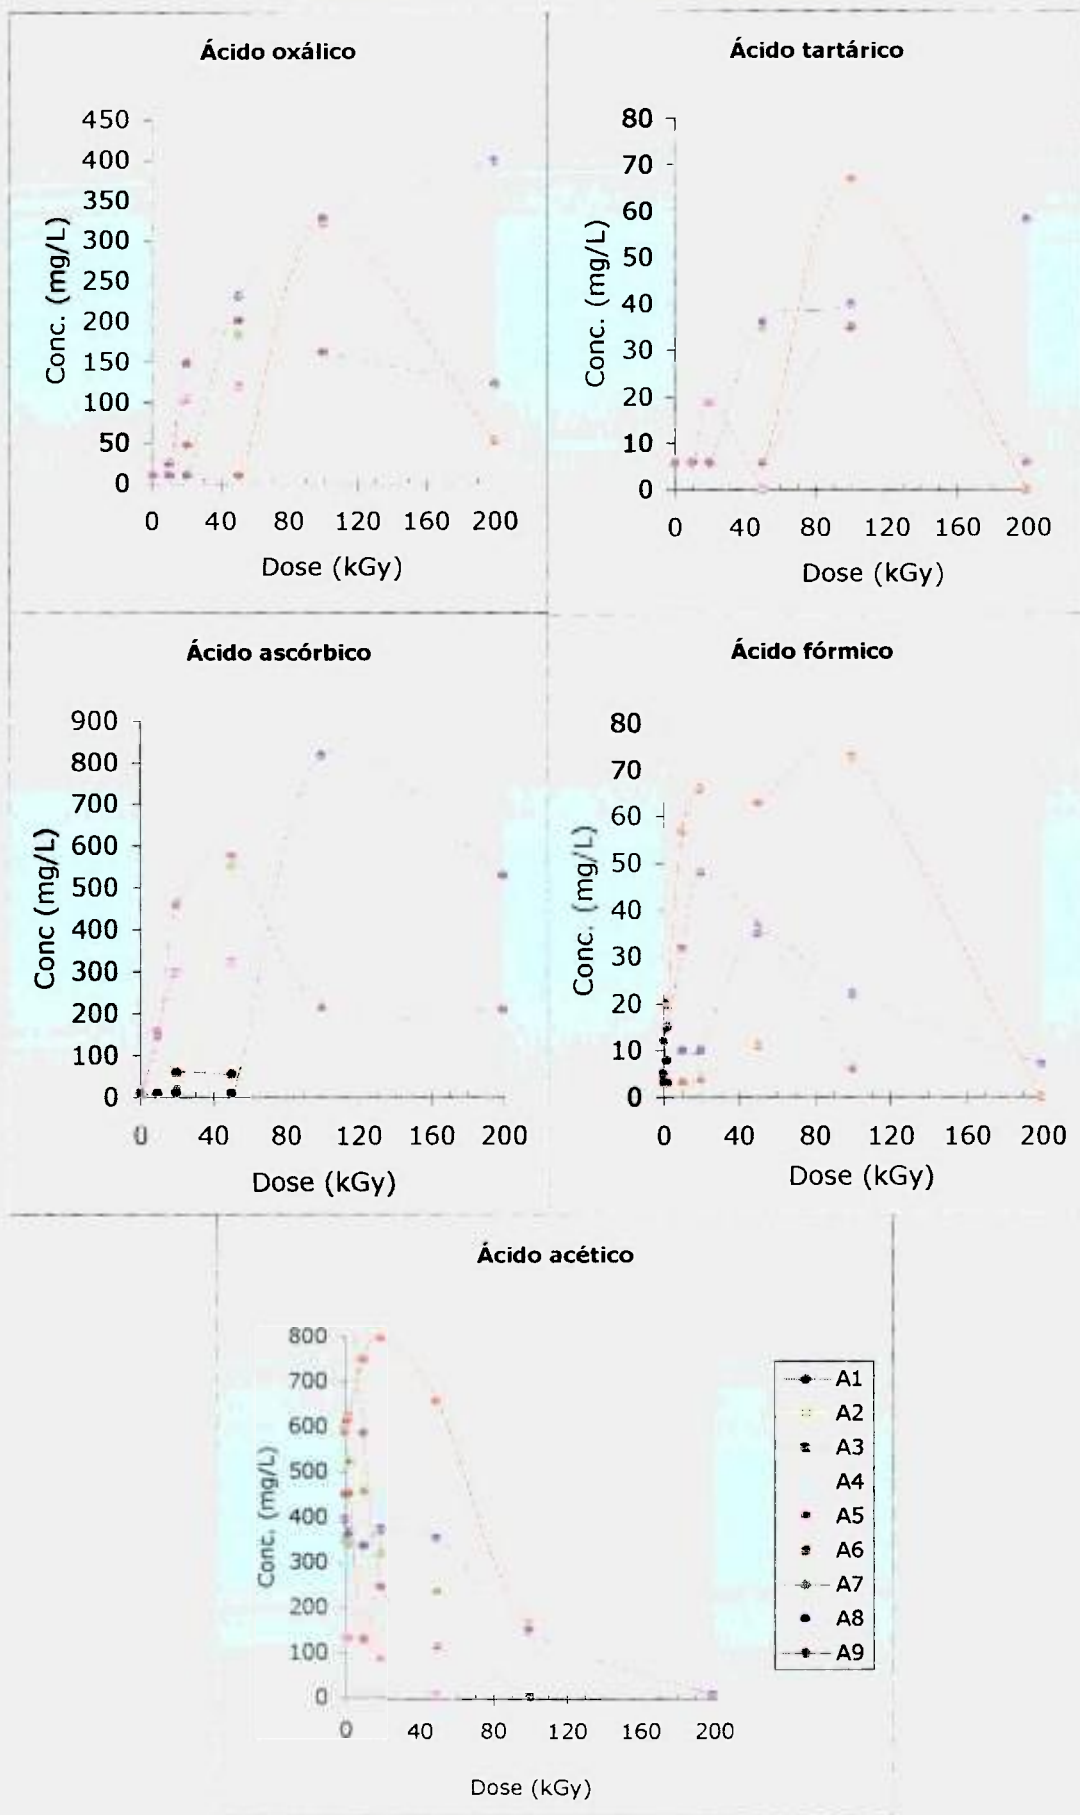 Ácido oxálico
450
400
350
300
250
200
150
100
50
0
Conc. (mg/L)
0 40 80 120 160 200
Dose (kGy)
Ácido tartárico
80
70
60
50
40
30
20
10
0
Conc. (mg/L)
0 40 80 120 160 200
Dose (kGy)
Ácido ascórbico
900
800
700
600
500
400
300
200
100
0
Conc (mg/L)
0 40 80 120 160 200
Dose (kGy)
Ácido fórmico
80
70
60
50
40
30
20
10
0
Conc. (mg/L)
0 40 80 120 160 200
Dose (kGy)
Ácido acético
800
700
600
500
400
300
200
100
0
Conc. (mg/L)
0 40 80 120 160 200
Dose (kGy)
A1
A2
A3
A4
A5
A6
A7
A8
A9